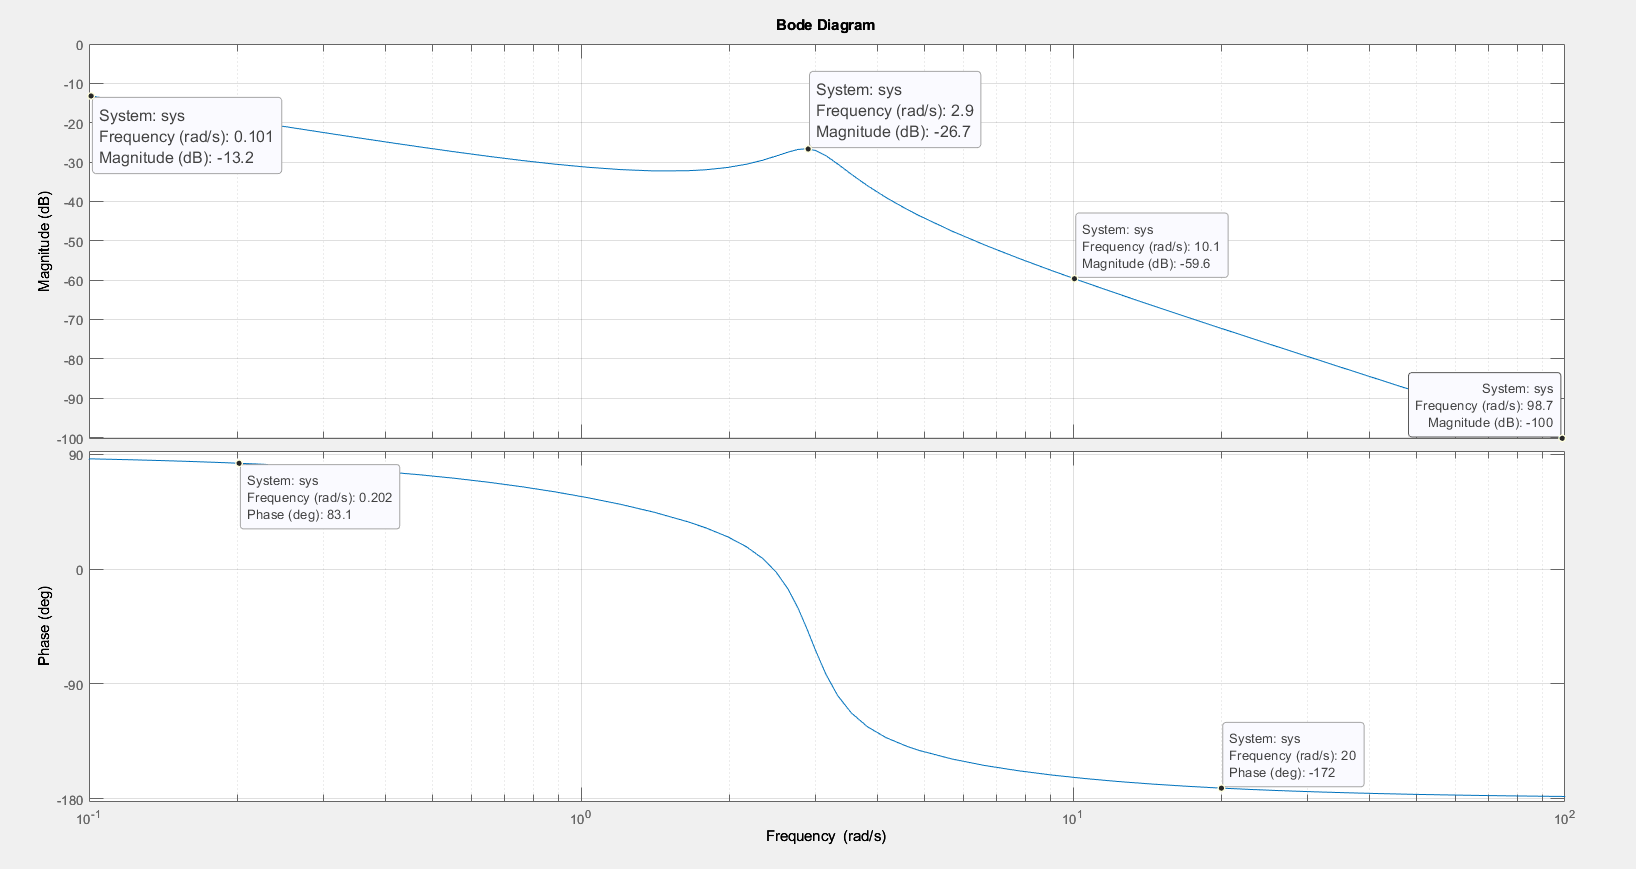 Bode Diagram
0
-10
-20
-30
-40
-50
-60
-70
-80
-90
-100
Magnitude (dB)
System: sys
Frequency (rad/s): 0.101
Magnitude (dB): -13.2
System: sys
Frequency (rad/s): 2.9
Magnitude (dB): -26.7
System: sys
Frequency (rad/s): 10.1
Magnitude (dB): -59.6
System: sys
Frequency (rad/s): 98.7
Magnitude (dB): -100
90
0
-90
-180
Phase (deg)
System: sys
Frequency (rad/s): 0.202
Phase (deg): 83.1
System: sys
Frequency (rad/s): 20
Phase (deg): -172
10⁻¹ 10⁰ 10¹ 10²
Frequency (rad/s)